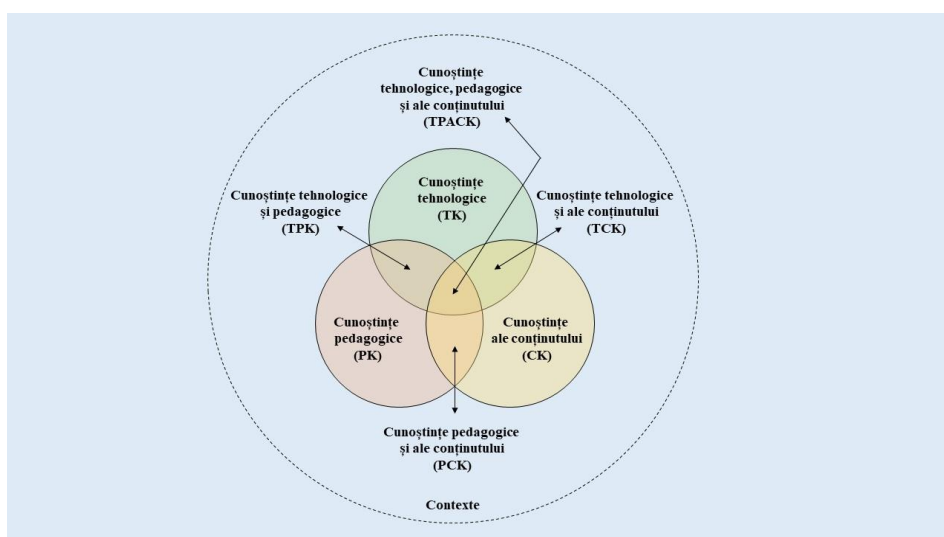 Cunoștințe
tehnologice, pedagogice
și ale conținutului
(TPACK)
Cunoștințe
tehnologice
(TK)
Cunoștințe tehnologice
și pedagogice
(TPK)
Cunoștințe tehnologice
și ale conținutului
(TCK)
Cunoștințe
pedagogice
(PK)
Cunoștințe
ale conținutului
(CK)
Cunoștințe pedagogice
și ale conținutului
(PCK)
Contexte